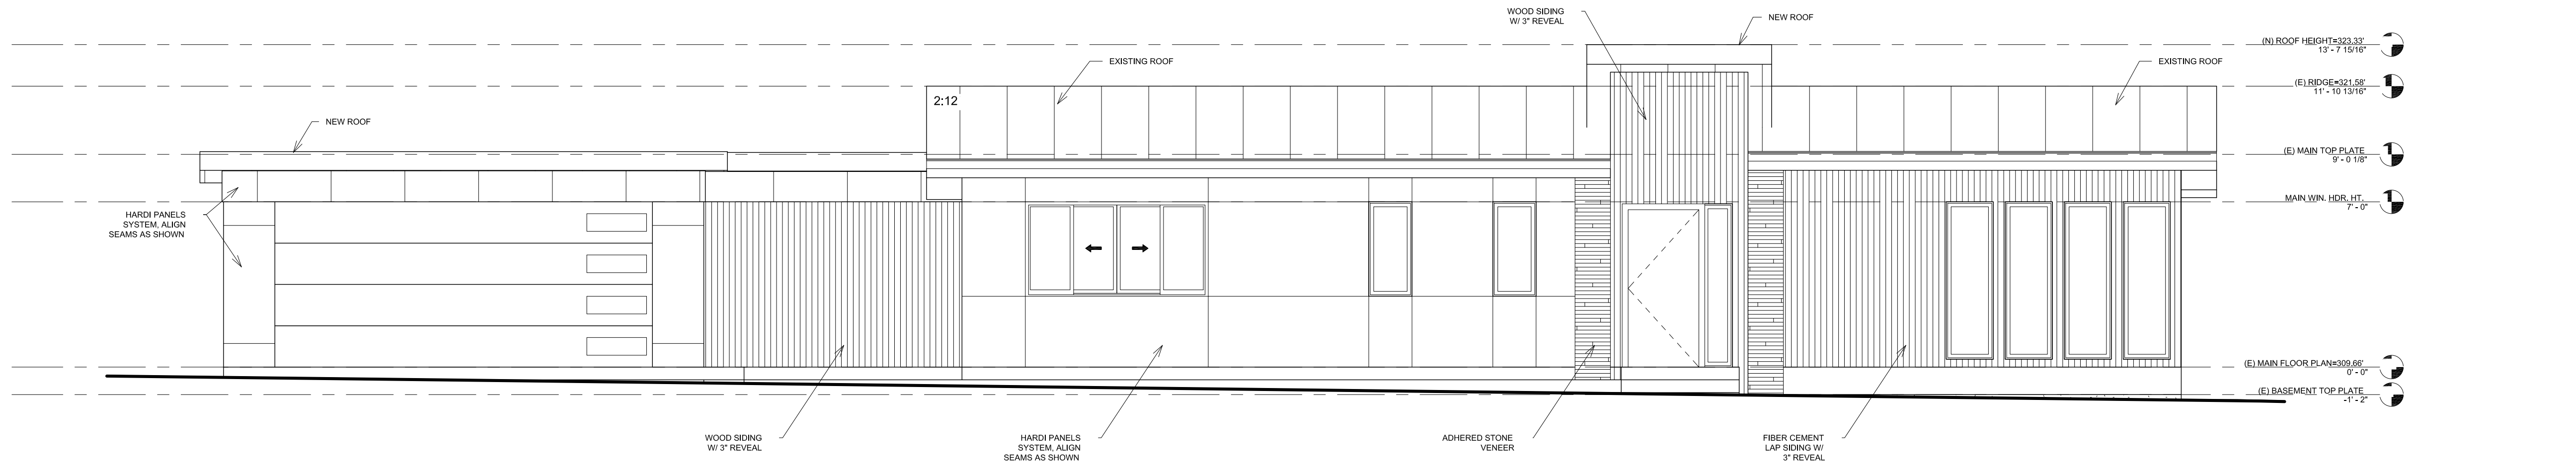 WOOD SIDING
W/ 3" REVEAL
NEW ROOF
(N) ROOF HEIGHT=323,33'
13' - 7 15/16"
EXISTING ROOF
EXISTING ROOF
(E) RIDGE=321,58'
11' - 10 13/16"
2:12
NEW ROOF
(E) MAIN TOP PLATE
9' - 0 1/8"
MAIN WIN. HDR. HT.
7' - 0"
HARDI PANELS
SYSTEM, ALIGN
SEAMS AS SHOWN
(E) MAIN FLOOR PLAN=309,66'
0' - 0"
(E) BASEMENT TOP PLATE
-1' - 2"
WOOD SIDING
W/ 3" REVEAL
HARDI PANELS
SYSTEM, ALIGN
SEAMS AS SHOWN
ADHERED STONE
VENEER
FIBER CEMENT
LAP SIDING W/
3" REVEAL